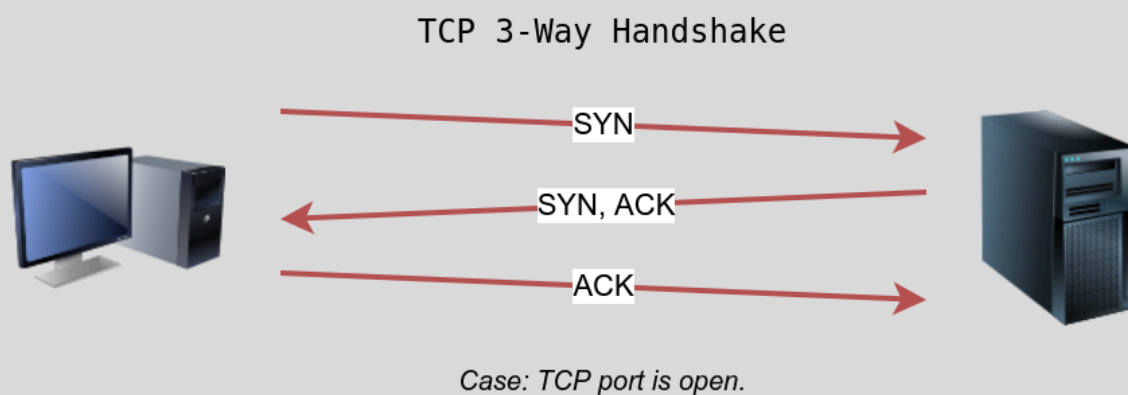 TCP 3-Way Handshake
SYN
SYN, ACK
ACK
Case: TCP port is open.